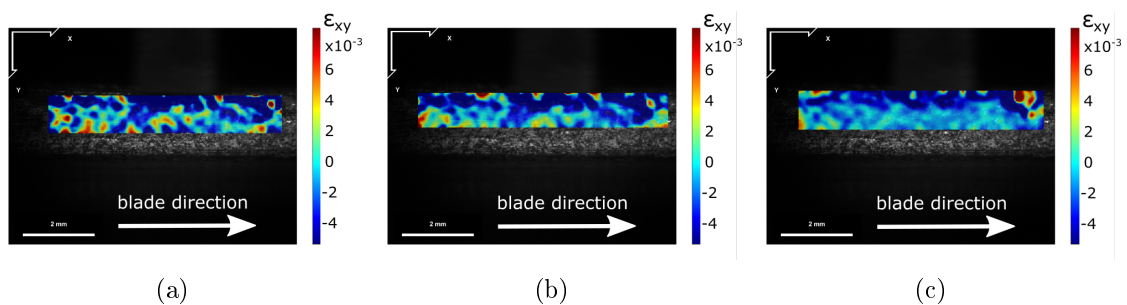 εxy
x10-3
6
4
2
0
-2
-4
X
Y
blade direction
2 mm
(a)
εxy
x10-3
6
4
2
0
-2
-4
X
Y
blade direction
2 mm
(b)
εxy
x10-3
6
4
2
0
-2
-4
X
Y
blade direction
2 mm
(c)